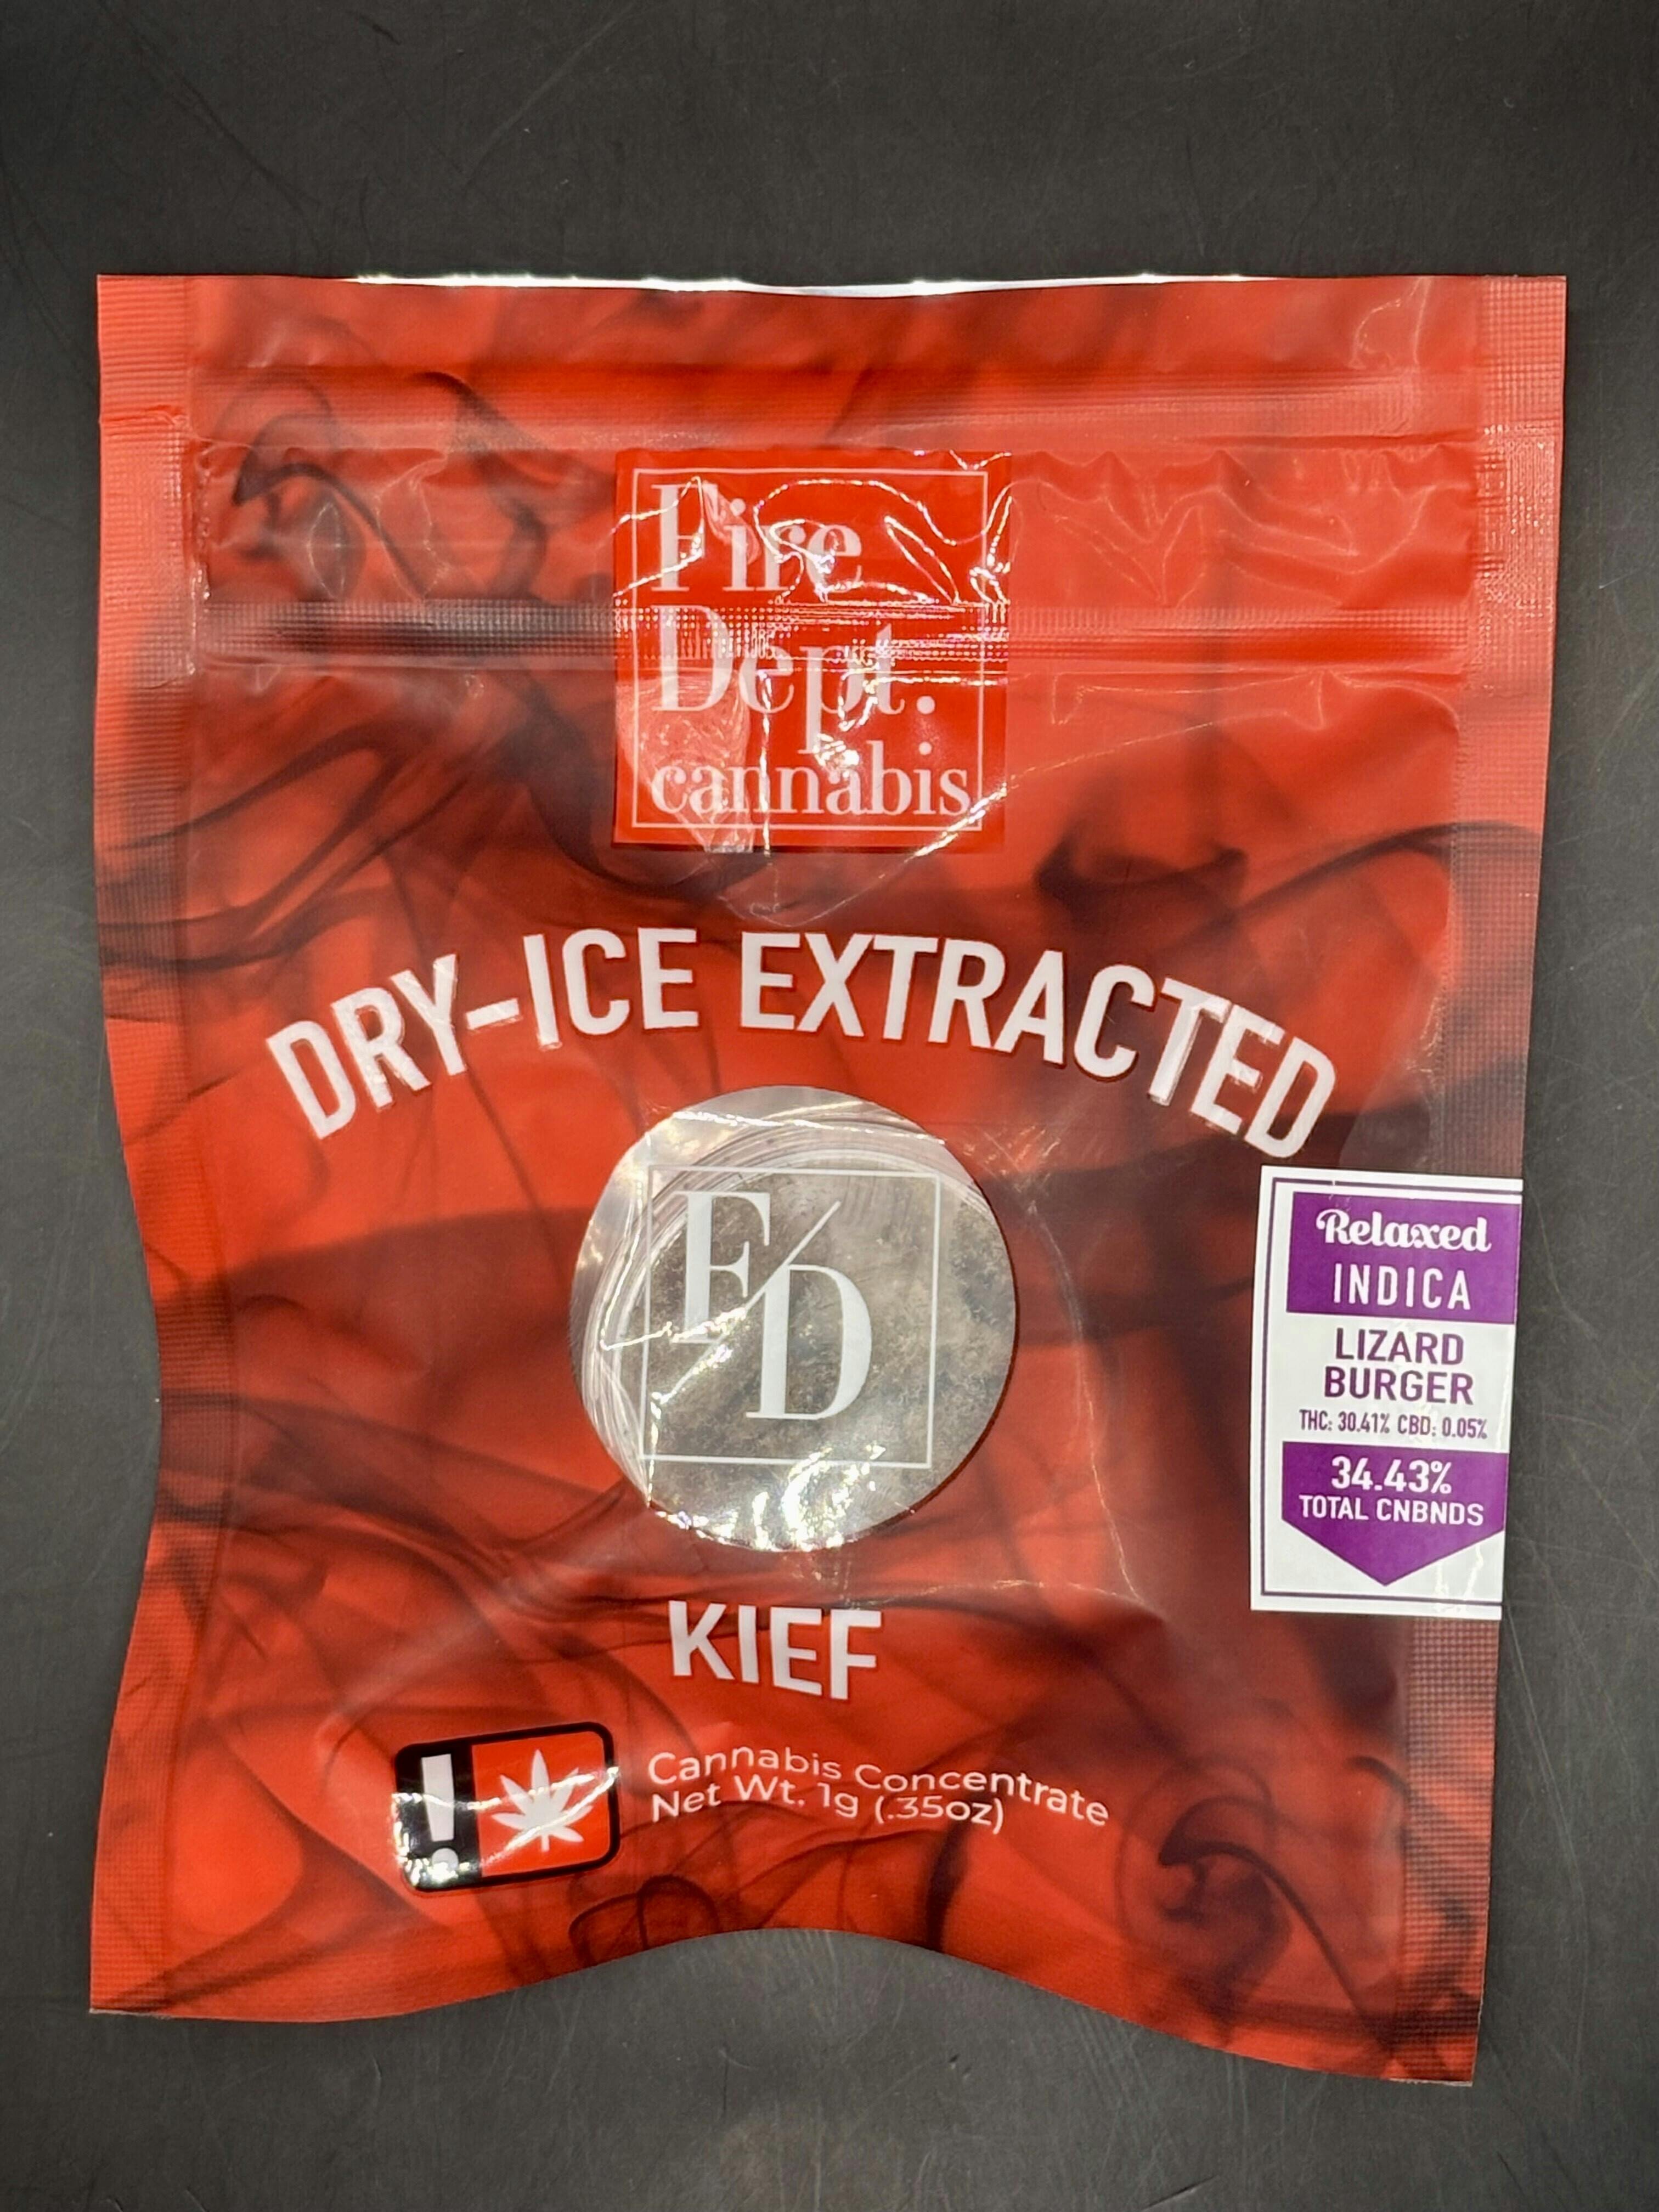 Fire
Dept.
cannabis
DRY-ICE EXTRACTED
F/D
Relaxed
INDICA
LIZARD
BURGER
THC: 30.41% CBD: 0.05%
34.43%
TOTAL CNBNDS
KIEF
!
Cannabis Concentrate
Net Wt. 1g (.35oz)